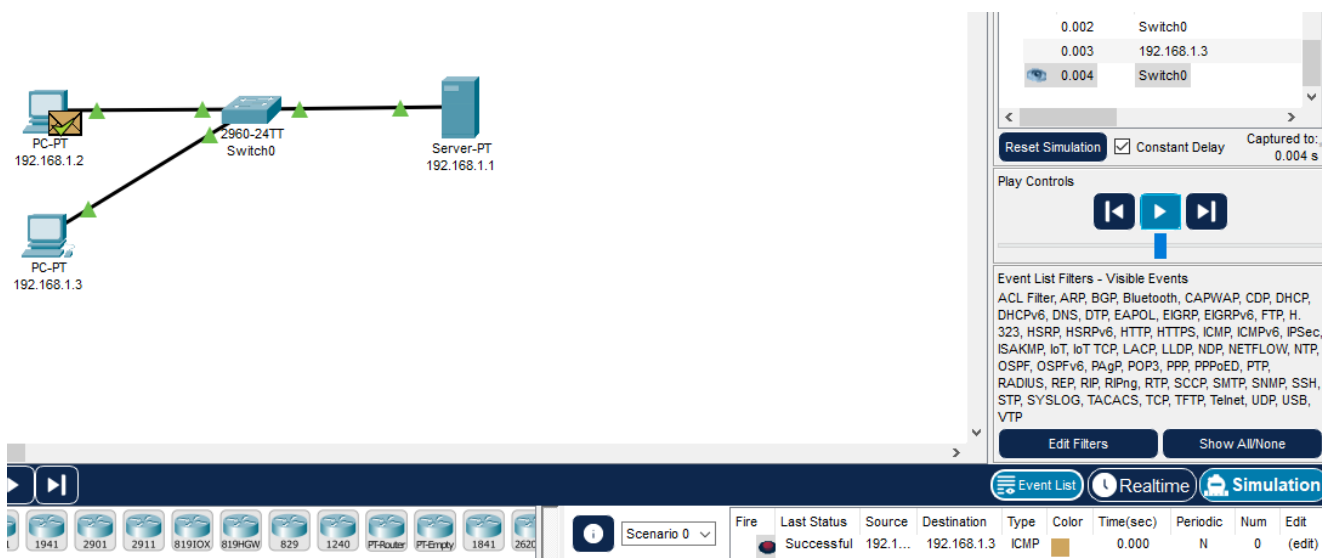 0.002 Switch0
0.003 192.168.1.3
0.004 Switch0
PC-PT
192.168.1.2
2960-24TT
Switch0
Server-PT
192.168.1.1
PC-PT
192.168.1.3
Reset Simulation Constant Delay Captured to:
0.004 s
Play Controls
Event List Filters - Visible Events
ACL Filter, ARP, BGP, Bluetooth, CAPWAP, CDP, DHCP,
DHCPv6, DNS, DTP, EAPOL, EIGRP, EIGRPv6, FTP, H.
323, HSRP, HSRPv6, HTTP, HTTPS, ICMP, ICMPv6, IPSec,
ISAKMP, IoT, IoT TCP, LACP, LLDP, NDP, NETFLOW, NTP,
OSPF, OSPFv6, PAgP, POP3, PPP, PPPoED, PTP,
RADIUS, REP, RIP, RIPng, RTP, SCCP, SMTP, SNMP, SSH,
STP, SYSLOG, TACACS, TCP, TFTP, Telnet, UDP, USB,
VTP
Edit Filters Show All/None
Event List Realtime Simulation
1941 2901 2911 819IOX 819HGW 829 1240 PT-Router PT-Empty 1841 262
Scenario 0
Fire Last Status Source Destination Type Color Time(sec) Periodic Num Edit
Successful 192.1... 192.168.1.3 ICMP 0.000 N 0 (edit)